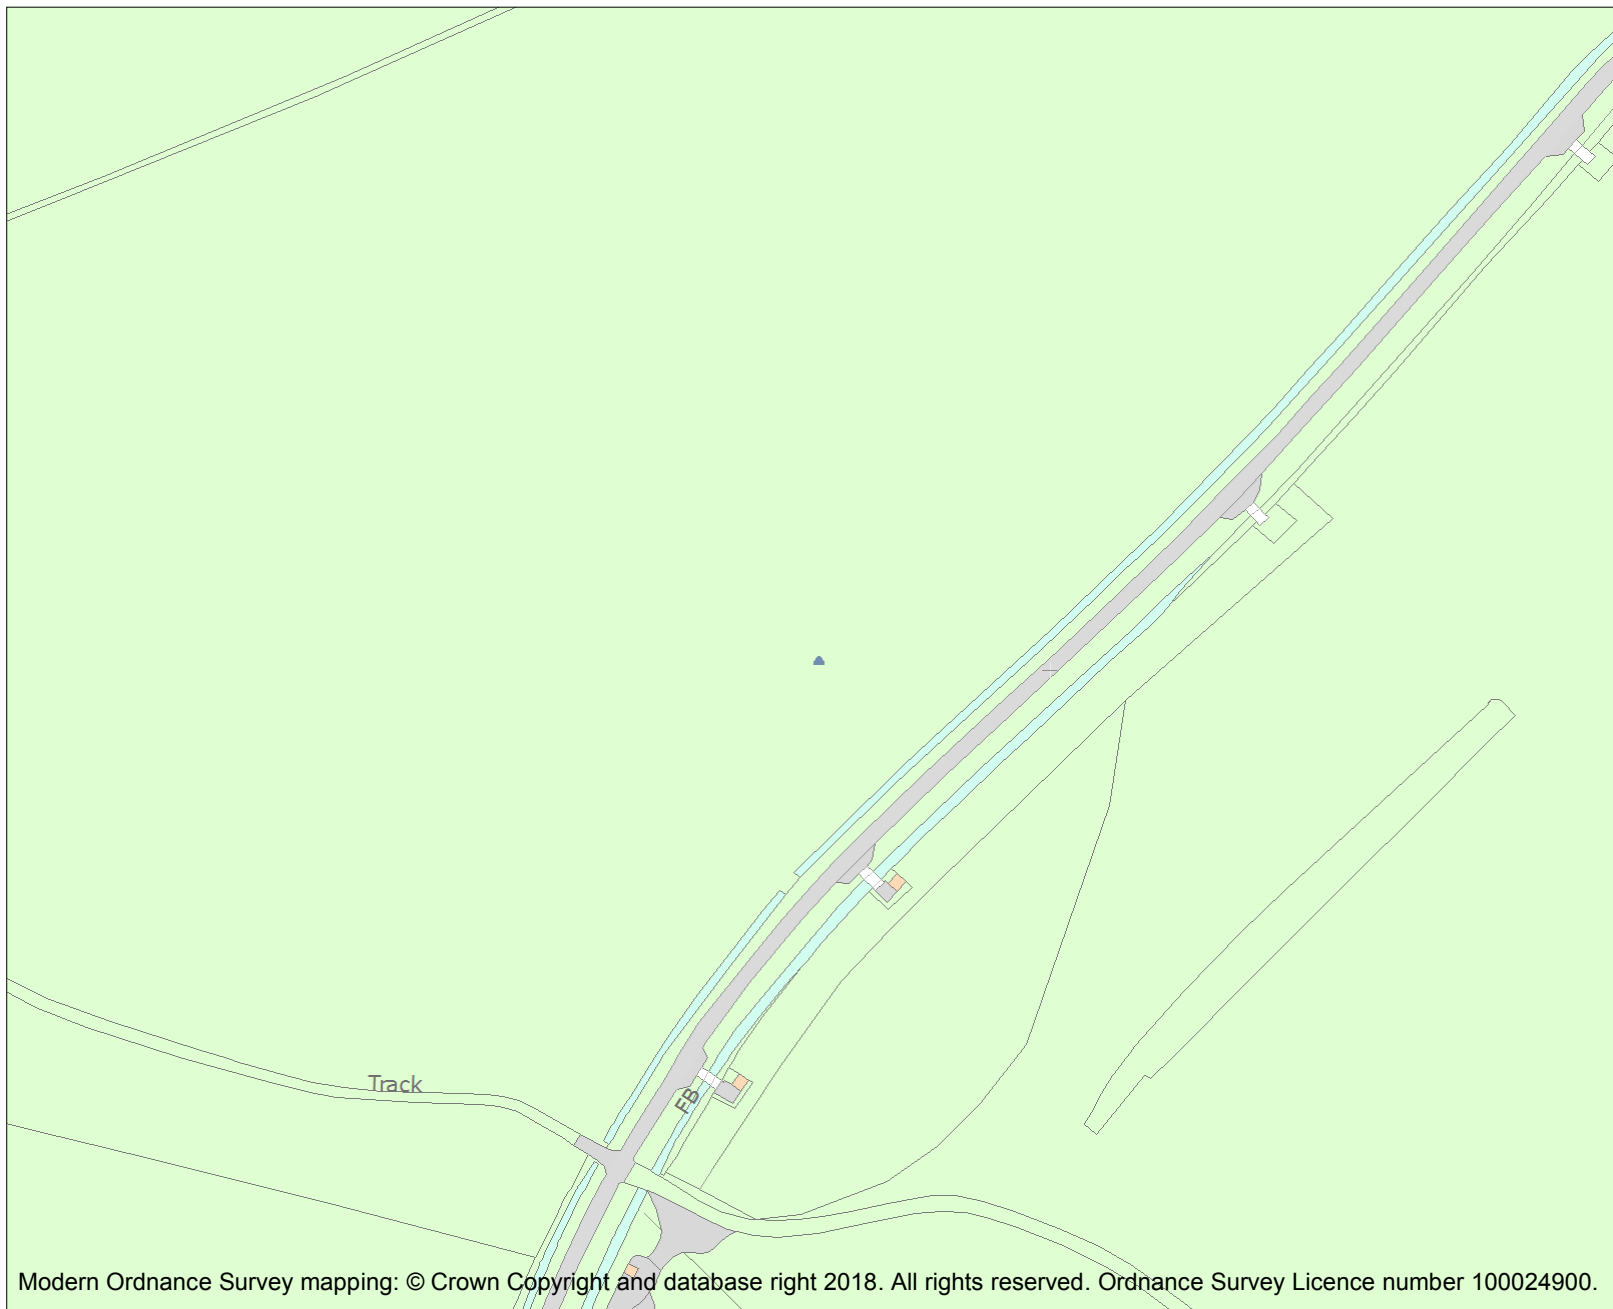 Track
FB
Modern Ordnance Survey mapping: © Crown Copyright and database right 2018. All rights reserved. Ordnance Survey Licence number 100024900.